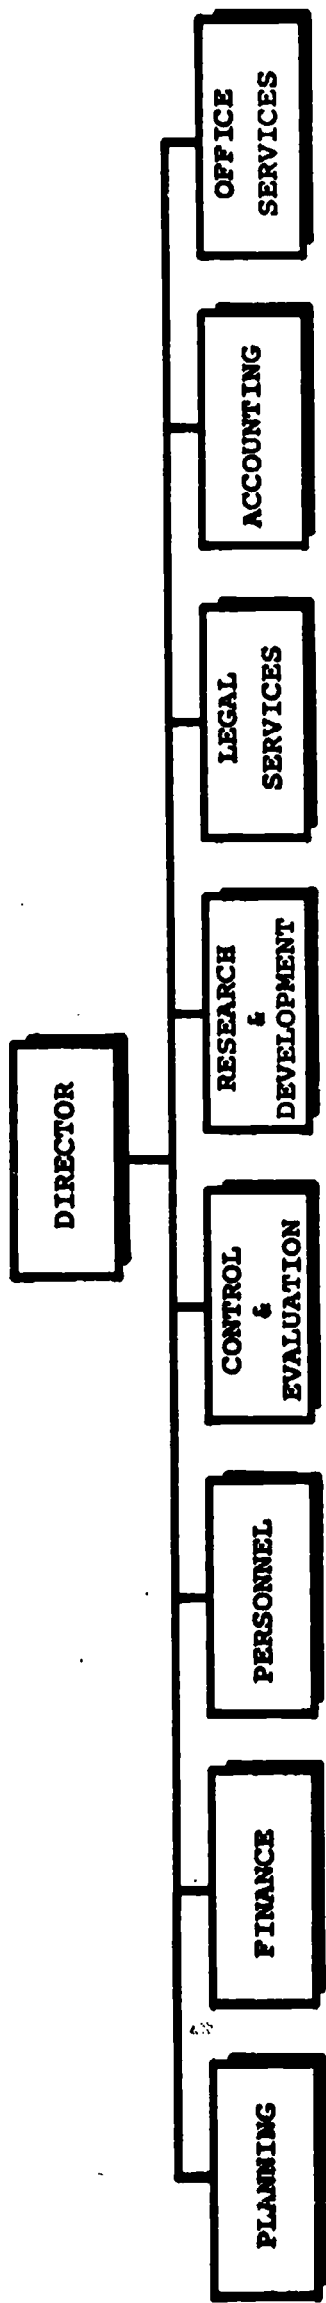 DIRECTOR
PLANNING
FINANCE
PERSONNEL
CONTROL
&
EVALUATION
RESEARCH
&
DEVELOPMENT
LEGAL
SERVICES
ACCOUNTING
OFFICE
SERVICES